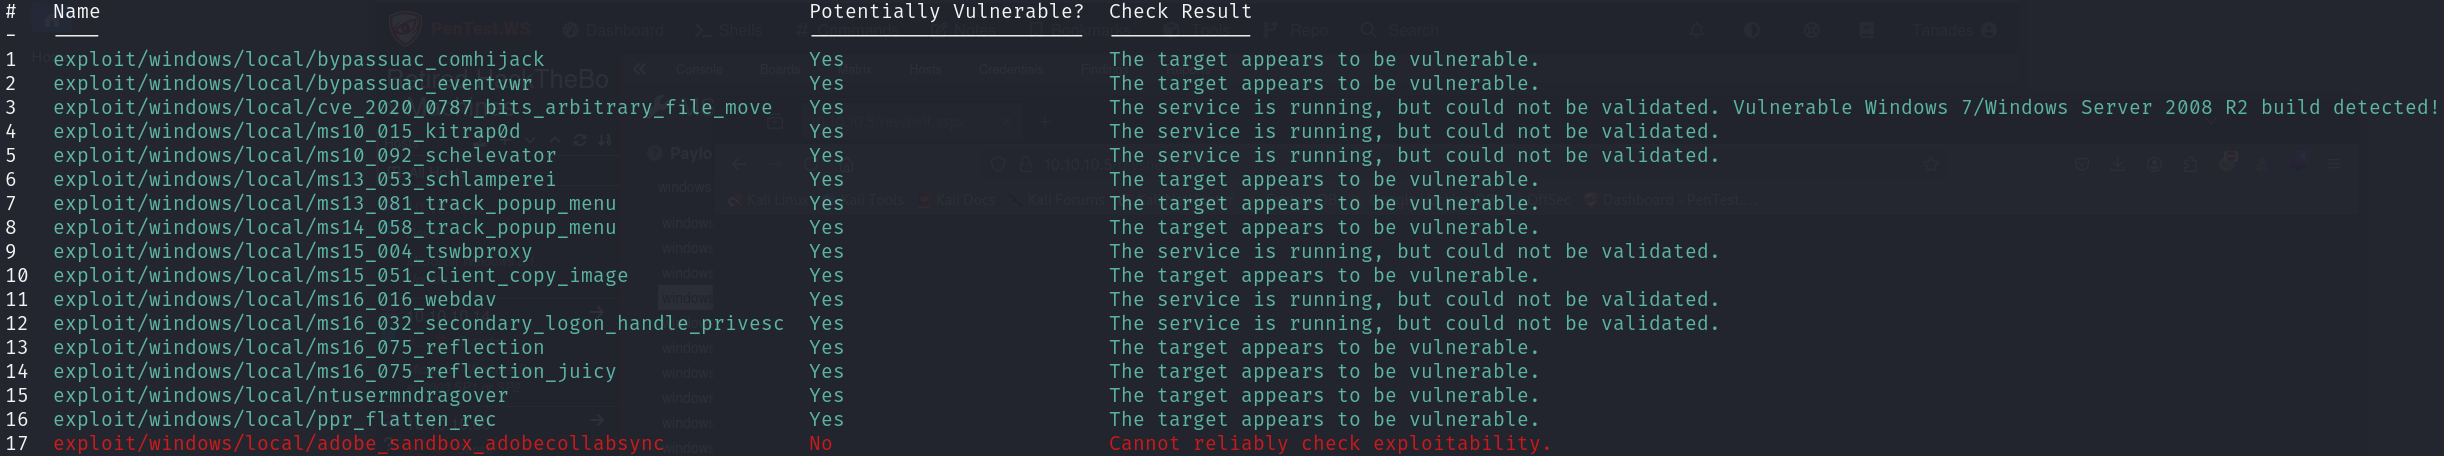 # Name Potentially Vulnerable? Check Result
- ---- ----------------------- ------------
1 exploit/windows/local/bypassuac_comhijack Yes The target appears to be vulnerable.
2 exploit/windows/local/bypassuac_eventvwr Yes The target appears to be vulnerable.
3 exploit/windows/local/cve_2020_0787_bits_arbitrary_file_move Yes The service is running, but could not be validated. Vulnerable Windows 7/Windows Server 2008 R2 build detected!
4 exploit/windows/local/ms10_015_kitrap0d Yes The service is running, but could not be validated.
5 exploit/windows/local/ms10_092_schelevator Yes The service is running, but could not be validated.
6 exploit/windows/local/ms13_053_schlamperei Yes The target appears to be vulnerable.
7 exploit/windows/local/ms13_081_track_popup_menu Yes The target appears to be vulnerable.
8 exploit/windows/local/ms14_058_track_popup_menu Yes The target appears to be vulnerable.
9 exploit/windows/local/ms15_004_tswbproxy Yes The service is running, but could not be validated.
10 exploit/windows/local/ms15_051_client_copy_image Yes The target appears to be vulnerable.
11 exploit/windows/local/ms16_016_webdav Yes The service is running, but could not be validated.
12 exploit/windows/local/ms16_032_secondary_logon_handle_privesc Yes The service is running, but could not be validated.
13 exploit/windows/local/ms16_075_reflection Yes The target appears to be vulnerable.
14 exploit/windows/local/ms16_075_reflection_juicy Yes The target appears to be vulnerable.
15 exploit/windows/local/ntusermndragover Yes The target appears to be vulnerable.
16 exploit/windows/local/ppr_flatten_rec Yes The target appears to be vulnerable.
17 exploit/windows/local/adobe_sandbox_adobecollabsync No Cannot reliably check exploitability.